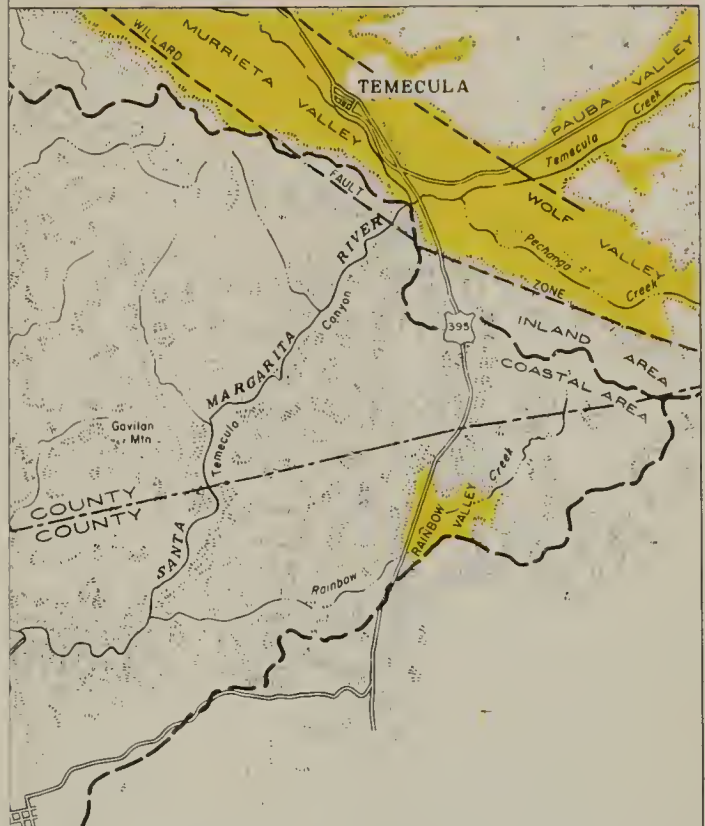 WILLARD
MURRIETA VALLEY
TEMECULA
PAUBA VALLEY
Temecula Creek
FAULT
WOLF VALLEY
Pechanga Creek
ZONE
RIVER
Canyon
395
INLAND AREA
COASTAL AREA
MARGARITA
Gavilan
Mtn
Temecula
COUNTY
COUNTY
Creek
RAINBOW
VALLEY
SANTA
Rainbow